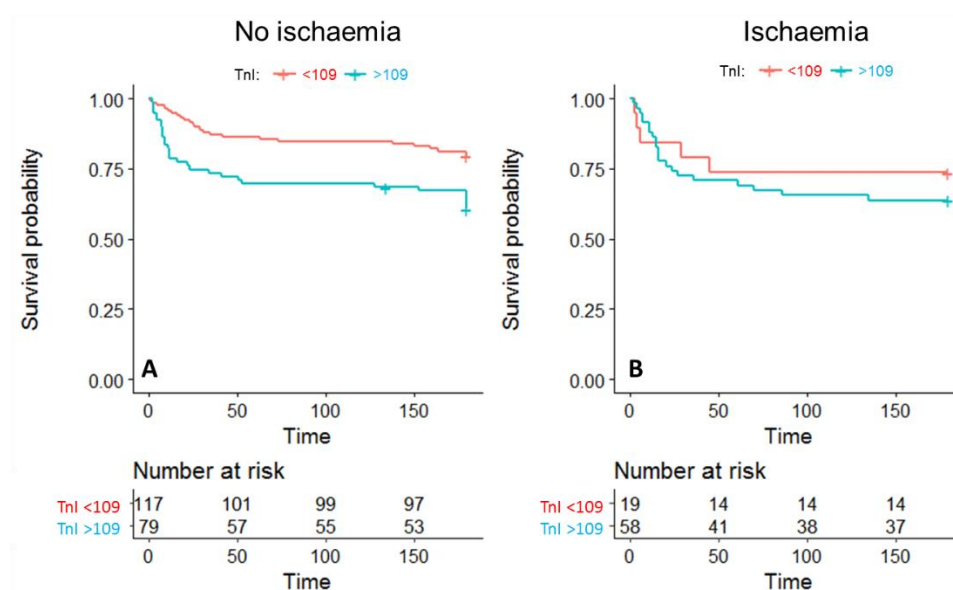 No ischaemia
TnI: <109 >109
Survival probability
1.00
0.75
0.50
0.25
0.00
A
0 50 100 150
Time
Number at risk
TnI <109 117 101 99 97
TnI >109 79 57 55 53
0 50 100 150
Time
Ischaemia
TnI: <109 >109
Survival probability
1.00
0.75
0.50
0.25
0.00
B
0 50 100 150
Time
Number at risk
TnI <109 19 14 14 14
TnI >109 58 41 38 37
0 50 100 150
Time